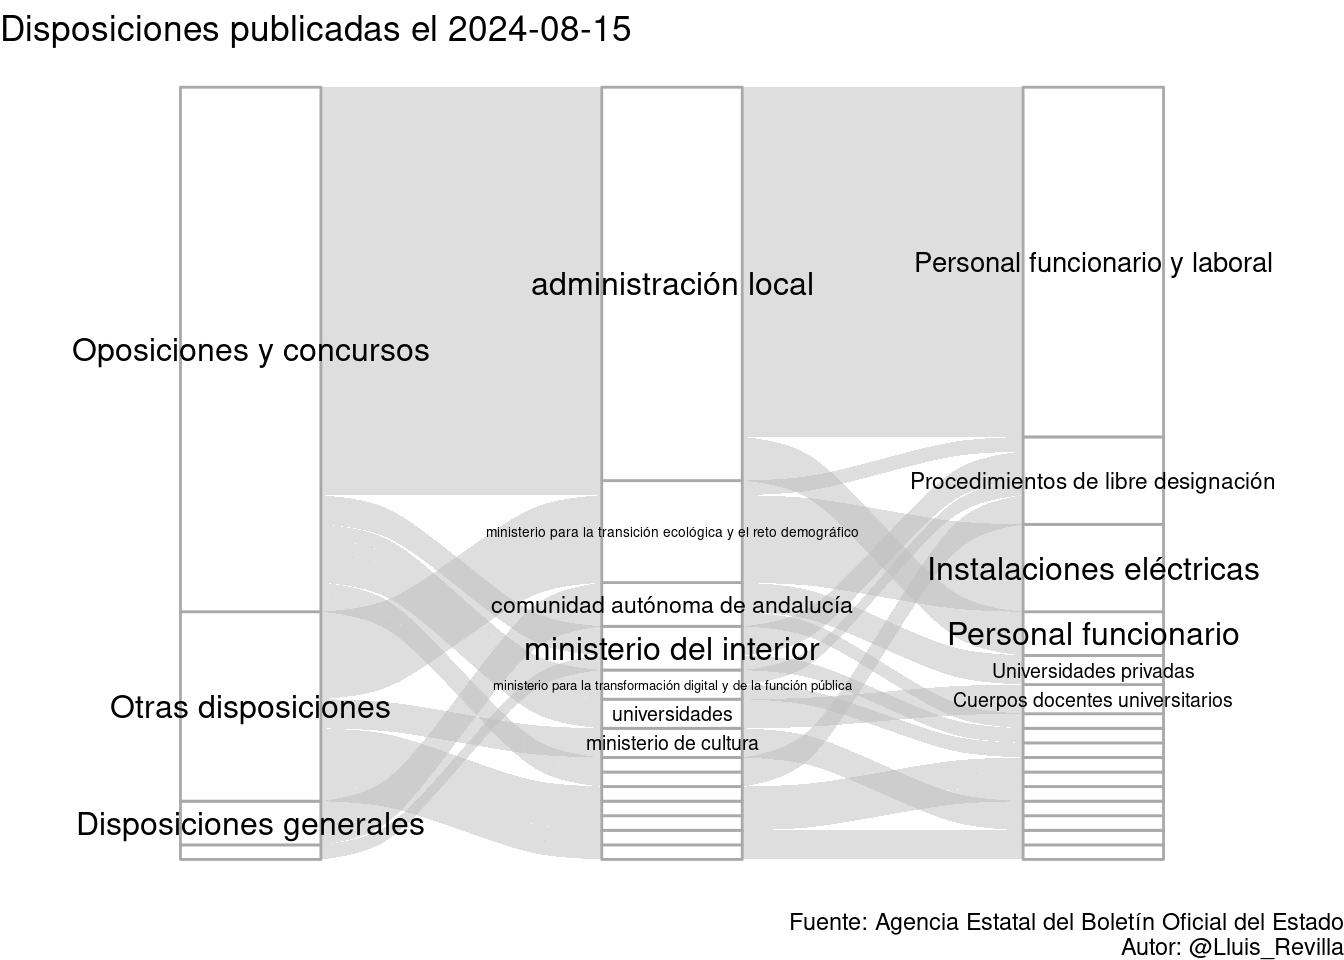 Disposiciones publicadas el 2024-08-15
Oposiciones y concursos
Otras disposiciones
Disposiciones generales
administración local
ministerio para la transición ecológica y el reto demográfico
comunidad autónoma de andalucía
ministerio del interior
ministerio para la transformación digital y de la función pública
universidades
ministerio de cultura
Personal funcionario y laboral
Procedimientos de libre designación
Instalaciones eléctricas
Personal funcionario
Universidades privadas
Cuerpos docentes universitarios
Fuente: Agencia Estatal del Boletín Oficial del Estado
Autor: @Lluis_Revilla